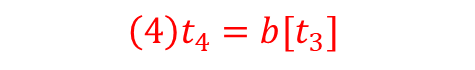 (4)t₄ = b[t₃]